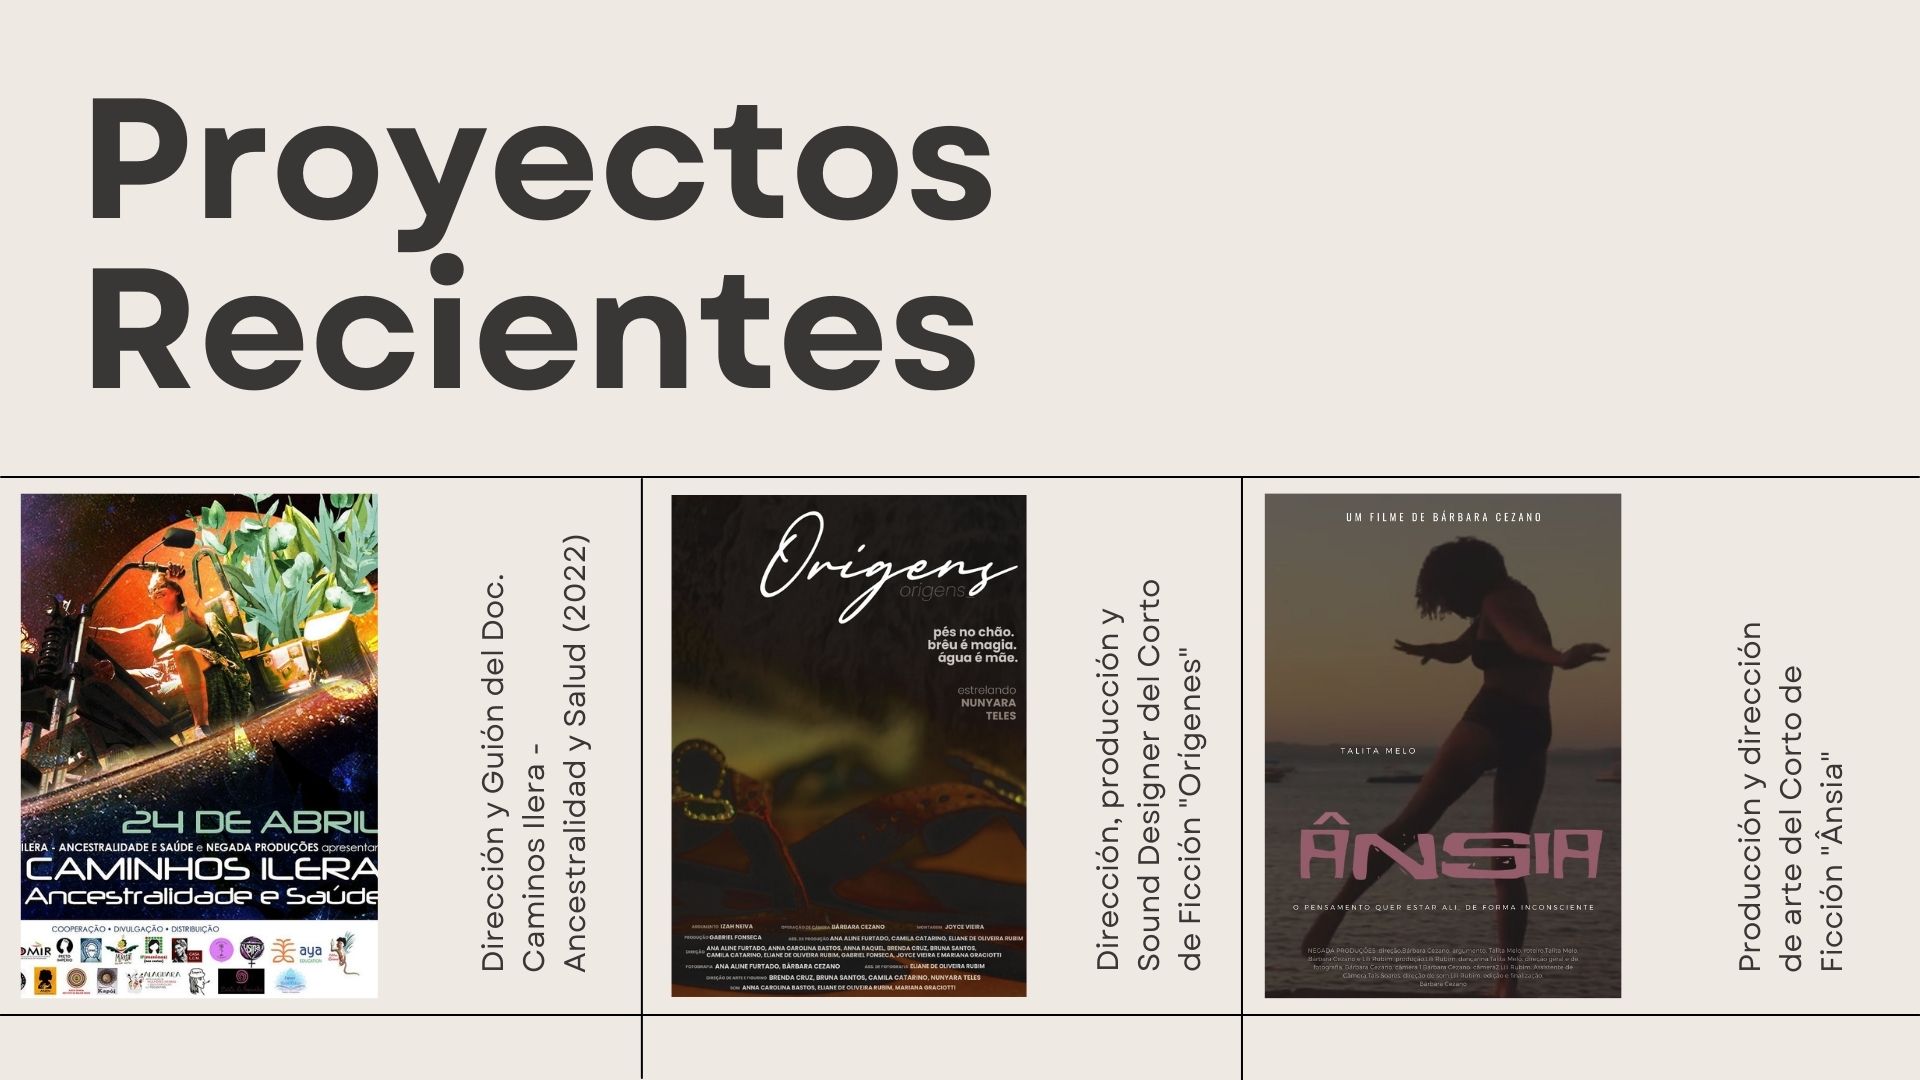 Proyectos
Recientes
24 DE ABRIL
ILERA - ANCESTRALIDADE E SAÚDE e NEGADA PRODUÇÕES apresentam
CAMINHOS ILERA
Ancestralidade e Saúde
COOPERAÇÃO • DIVULGAÇÃO • DISTRIBUIÇÃO
PRETO
IMPÉRIO
aya
EDUCATION
Kapoi
Dirección y Guión del Doc.
Caminos Ilera -
Ancestralidad y Salud (2022)
Origens
origens
pés no chão.
brêu é magia.
água é mãe.
estrelando
NUNYARA
TELES
ARGUMENTO IZAH NEIVA OPERAÇÃO DE CÂMERA BÁRBARA CEZANO MONTAGEM JOYCE VIEIRA
PRODUÇÃO GABRIEL FONSECA ASS. DE PRODUÇÃO ANA ALINE FURTADO, CAMILA CATARINO, ELIANE DE OLIVEIRA RUBIM
DIREÇÃO ANA ALINE FURTADO, ANNA CAROLINA BASTOS, ANNA RAQUEL, BRENDA CRUZ, BRUNA SANTOS,
CAMILA CATARINO, ELIANE DE OLIVEIRA RUBIM, GABRIEL FONSECA, JOYCE VIEIRA E MARIANA GRACIOTTI
FOTOGRAFIA ANA ALINE FURTADO, BÁRBARA CEZANO ASS. DE FOTOGRAFIA ELIANE DE OLIVEIRA RUBIM
DIREÇÃO DE ARTE E FIGURINO BRENDA CRUZ, BRUNA SANTOS, CAMILA CATARINO, NUNYARA TELES
SOM ANNA CAROLINA BASTOS, ELIANE DE OLIVEIRA RUBIM, MARIANA GRACIOTTI
Dirección, producción y
Sound Designer del Corto
de Ficción "Orígenes"
UM FILME DE BÁRBARA CEZANO
TALITA MELO
ÂNSIA
O PENSAMENTO QUER ESTAR ALI, DE FORMA INCONSCIENTE
NEGADA PRODUÇÕES: direção.Bárbara Cezano, argumento. Talita Melo, roteiro.Talita Melo,
Bárbara Cezano e Lili Rubim. produção.Lili Rubim. dançarina.Talita Melo, direção geral e de
fotografia. Bárbara Cezano. câmera 1.Bárbara Cezano. câmera2.Lili Rubim. Assistente de
Câmera.Taís Soares. direção de som.Lili Rubim. edição e finalização.
Bárbara Cezano
Producción y dirección
de arte del Corto de
Ficción "Ânsia"